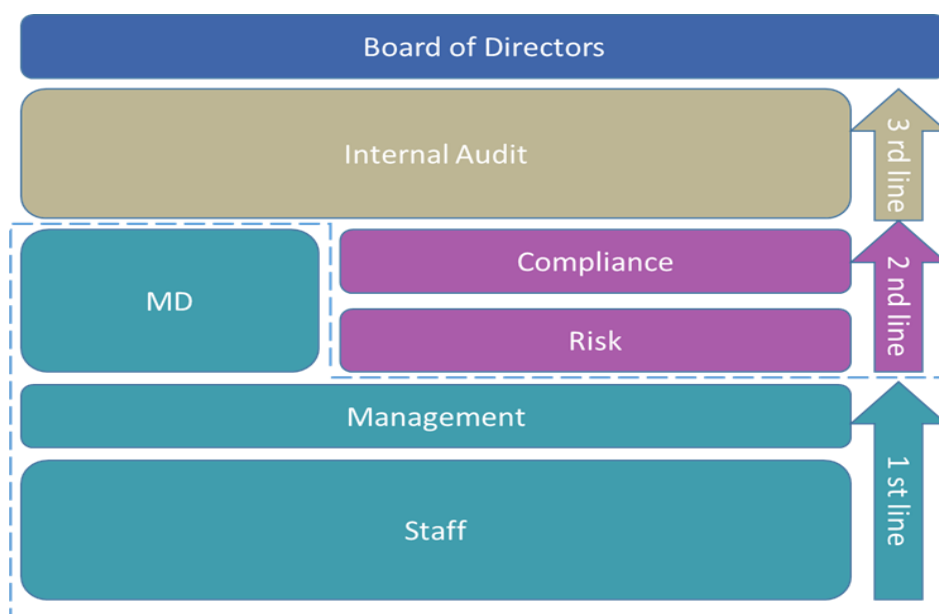 Board of Directors
Internal Audit
3 rd line
MD
Compliance
Risk
2 nd line
Management
Staff
1 st line